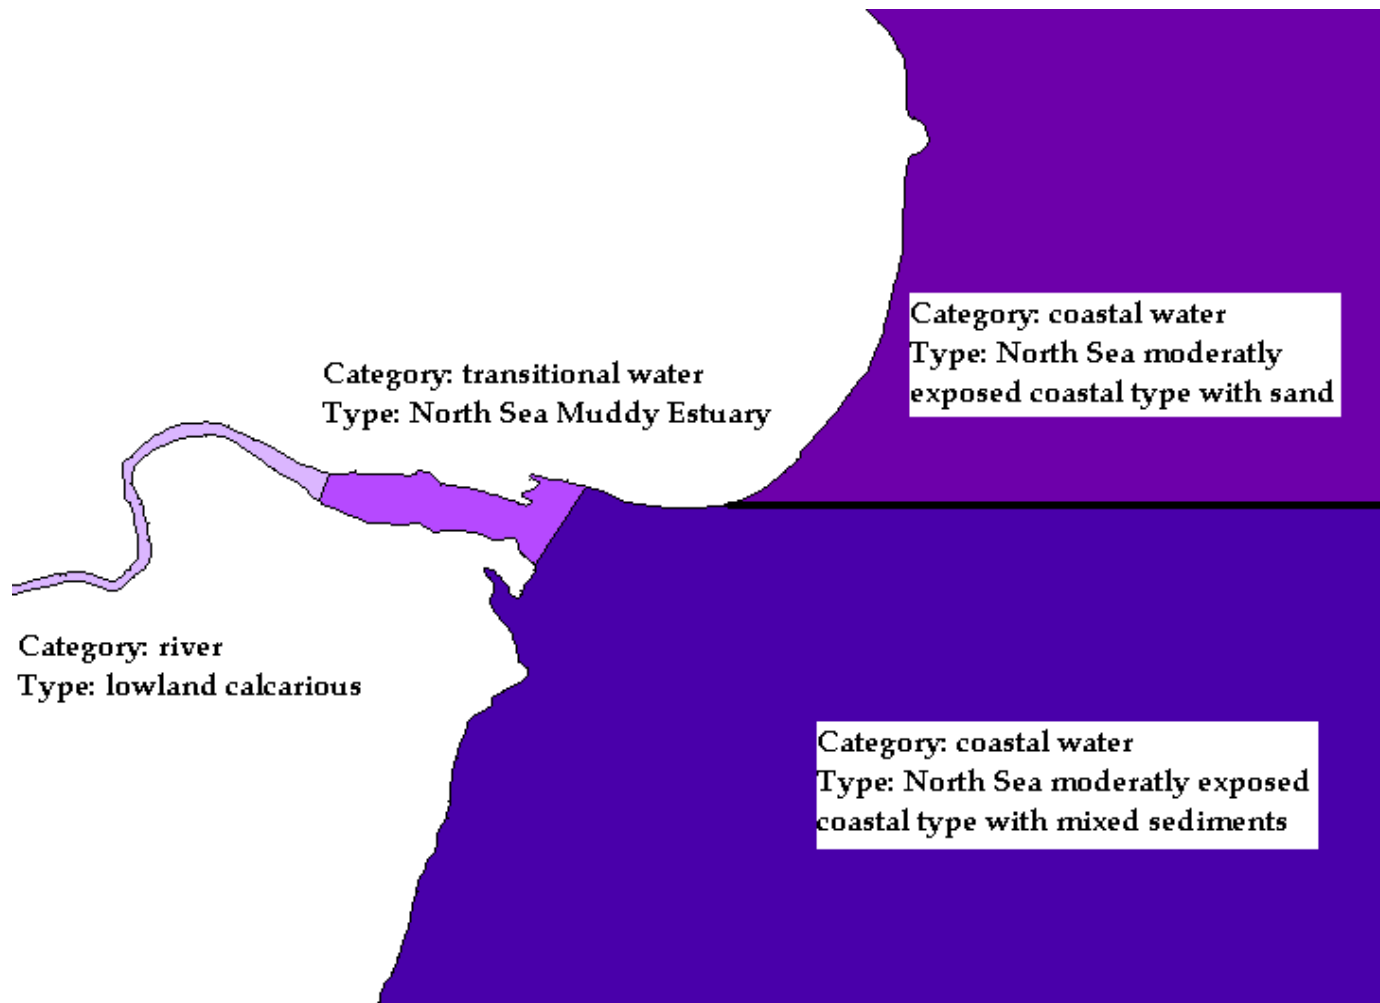 Category: coastal water
Type: North Sea moderatly
exposed coastal type with sand
Category: transitional water
Type: North Sea Muddy Estuary
Category: river
Type: lowland calcarious
Category: coastal water
Type: North Sea moderatly exposed
coastal type with mixed sediments